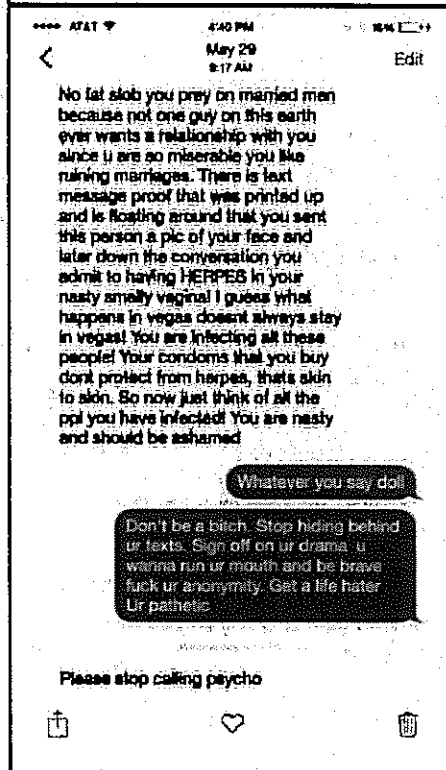 AT&T 4:40 PM
May 29
9:17 AM
Edit
No fat slob you prey on married men
because not one guy on this earth
ever wants a relationship with you
since u are so miserable you like
ruining marriages. There is text
message proof that was printed up
and is floating around that you sent
this person a pic of your face and
later down the conversation you
admit to having HERPES in your
nasty smelly vagina! I guess what
happens in vegas doesnt always stay
in vegas! You are infecting all these
people! Your condoms that you buy
dont protect from herpes, thats skin
to skin. So now just think of all the
ppl you have infected! You are nasty
and should be ashamed
Whatever you say doll
Don't be a bitch. Stop hiding behind
ur texts. Sign off on ur drama u
wanna run ur mouth and be brave
fuck ur anonymity. Get a life hater
Ur pathetic
Please stop calling psycho